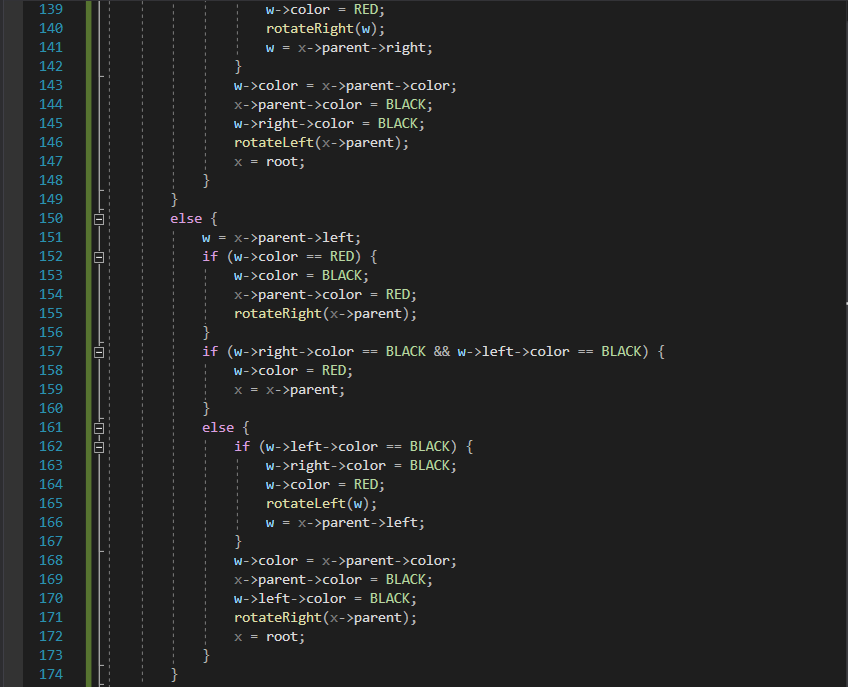 139 w->color = RED;
140 rotateRight(w);
141 w = x->parent->right;
142 }
143 w->color = x->parent->color;
144 x->parent->color = BLACK;
145 w->right->color = BLACK;
146 rotateLeft(x->parent);
147 x = root;
148 }
149 }
150 else {
151 w = x->parent->left;
152 if (w->color == RED) {
153 w->color = BLACK;
154 x->parent->color = RED;
155 rotateRight(x->parent);
156 }
157 if (w->right->color == BLACK && w->left->color == BLACK) {
158 w->color = RED;
159 x = x->parent;
160 }
161 else {
162 if (w->left->color == BLACK) {
163 w->right->color = BLACK;
164 w->color = RED;
165 rotateLeft(w);
166 w = x->parent->left;
167 }
168 w->color = x->parent->color;
169 x->parent->color = BLACK;
170 w->left->color = BLACK;
171 rotateRight(x->parent);
172 x = root;
173 }
174 }